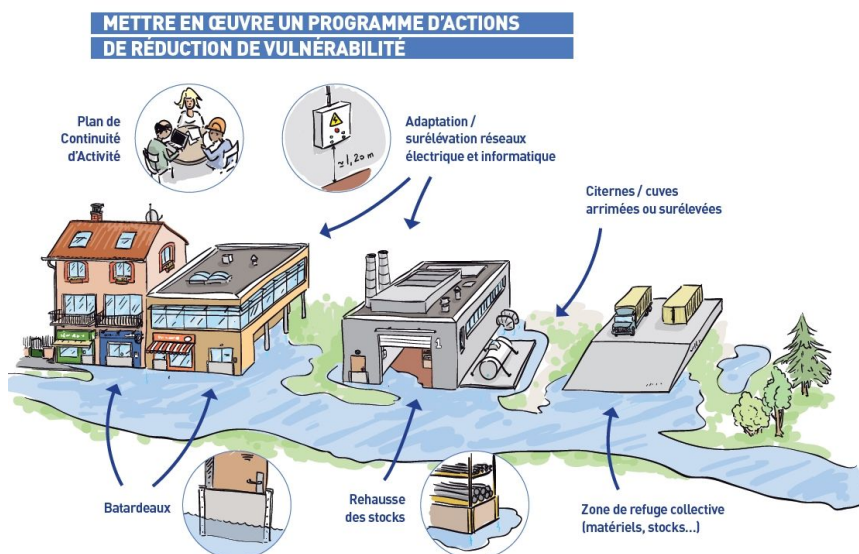 METTRE EN ŒUVRE UN PROGRAMME D'ACTIONS
DE RÉDUCTION DE VULNÉRABILITÉ
Plan de
Continuité
d'Activité
≈1,20 m
Adaptation /
surélévation réseaux
électrique et informatique
Citernes / cuves
arrimées ou surélevées
1
Batardeaux
Rehausse
des stocks
Zone de refuge collective
(matériels, stocks...)